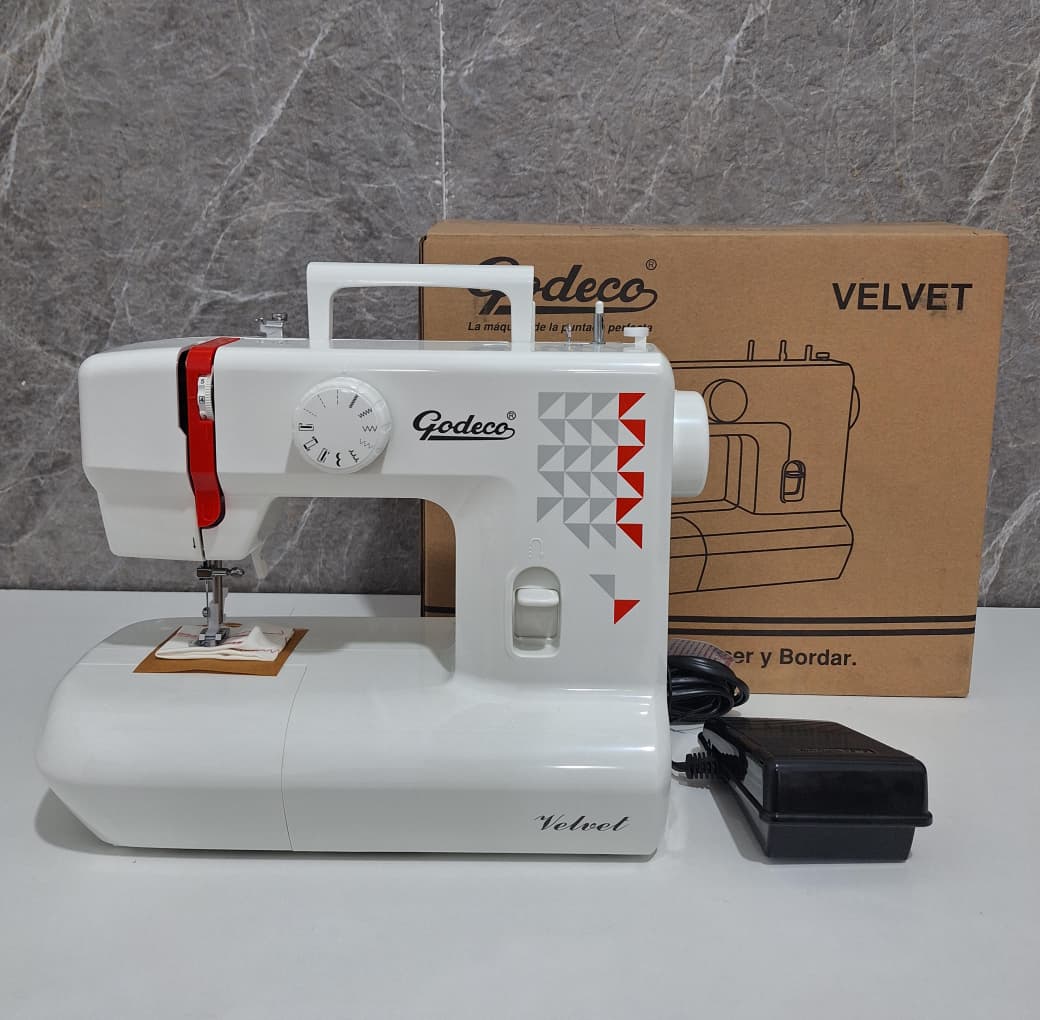 Godeco®
VELVET
La máquina de la puntada perfecta
Godeco®
ser y Bordar.
Velvet